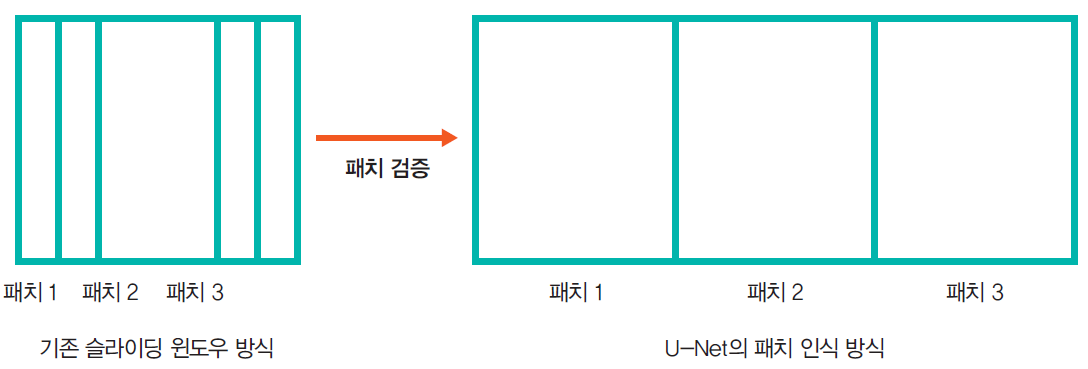 패치 검증
패치 1 패치 2 패치 3
기존 슬라이딩 윈도우 방식
패치 1 패치 2 패치 3
U-Net의 패치 인식 방식